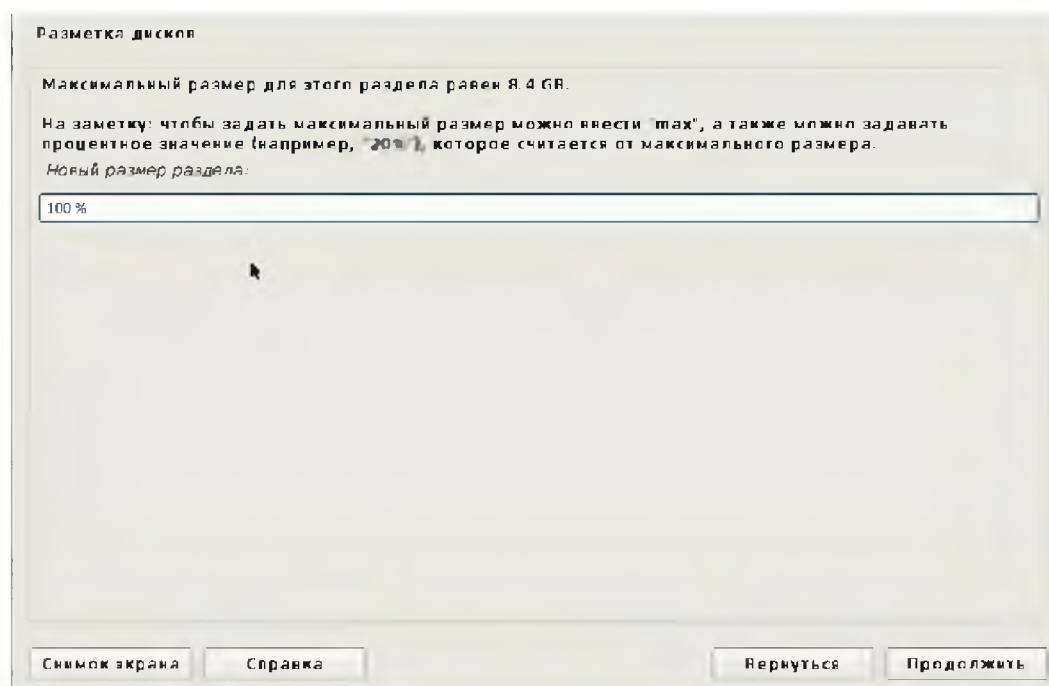 Разметка дисков
Максимальный размер для этого раздела равен 8.4 GB.
На заметку: чтобы задать максимальный размер можно ввести "max", а также можно задавать
процентное значение (например, "20%"), которое считается от максимального размера.
Новый размер раздела:
100 %
Снимок экрана Справка Вернуться Продолжить